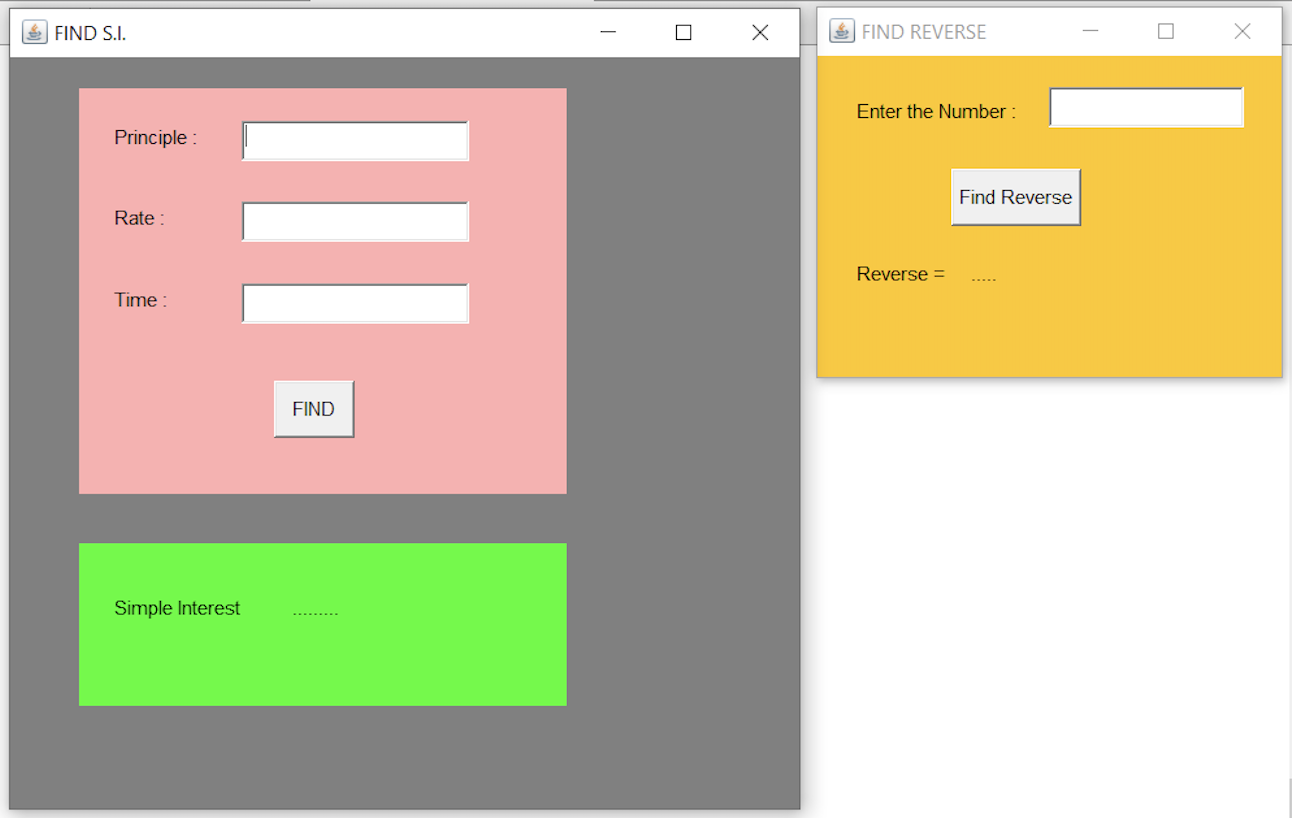 FIND S.I.
Principle :
Rate :
Time :
FIND
Simple Interest .........
FIND REVERSE
Enter the Number :
Find Reverse
Reverse = .....